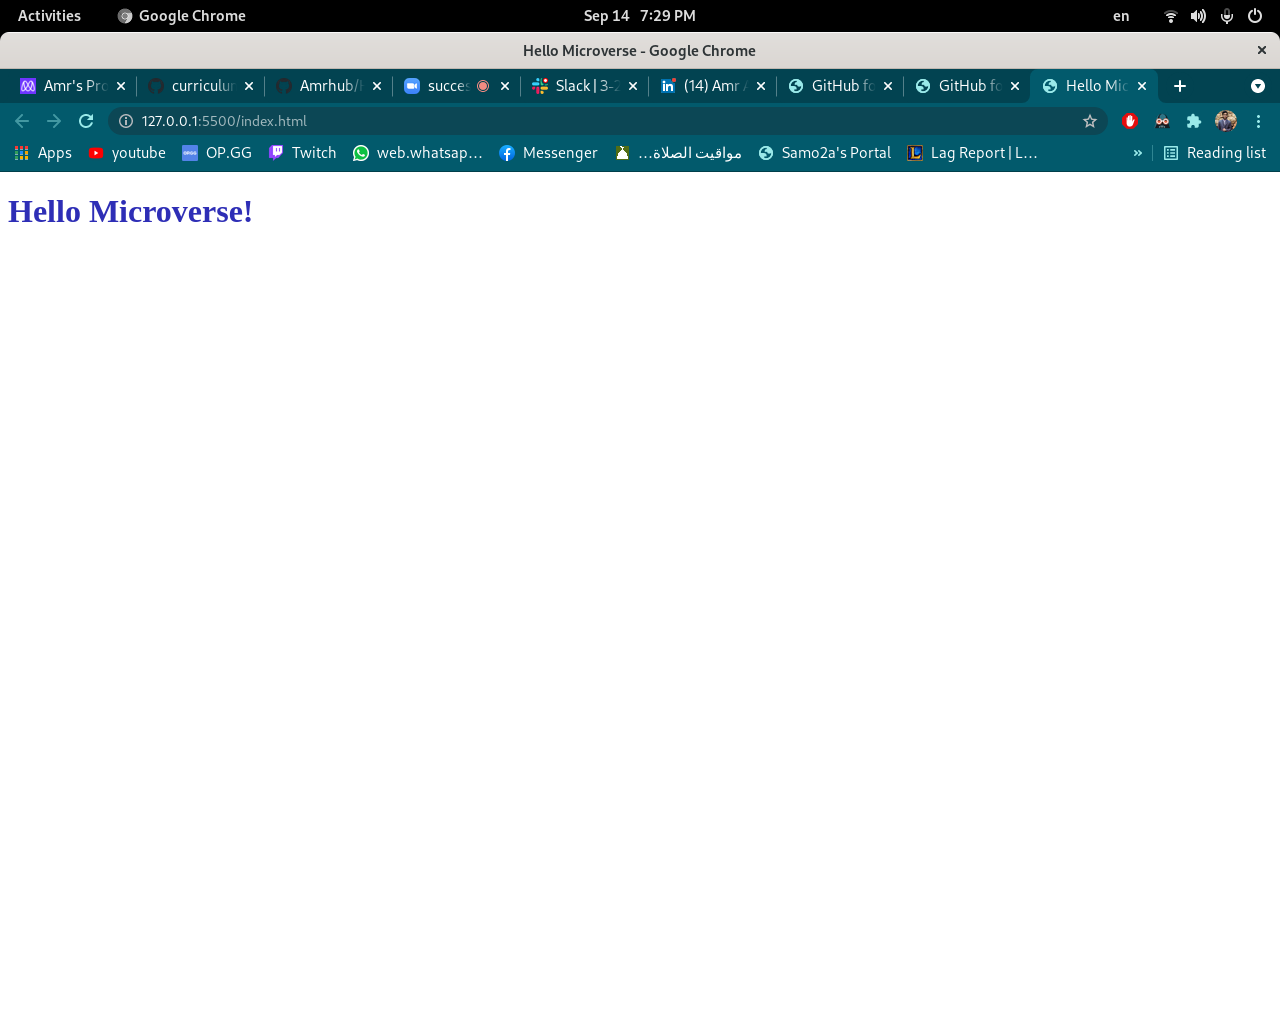 Activities Google Chrome Sep 14 7:29 PM en
Hello Microverse - Google Chrome
Amr's Pro curriculum Amrhub/ succes Slack | 3-2 (14) Amr GitHub fo GitHub fo Hello Mic
127.0.0.1:5500/index.html
Apps youtube OP.GG Twitch web.whatsap... Messenger مواقيت الصلاة... Samo2a's Portal Lag Report | L... » Reading list
Hello Microverse!